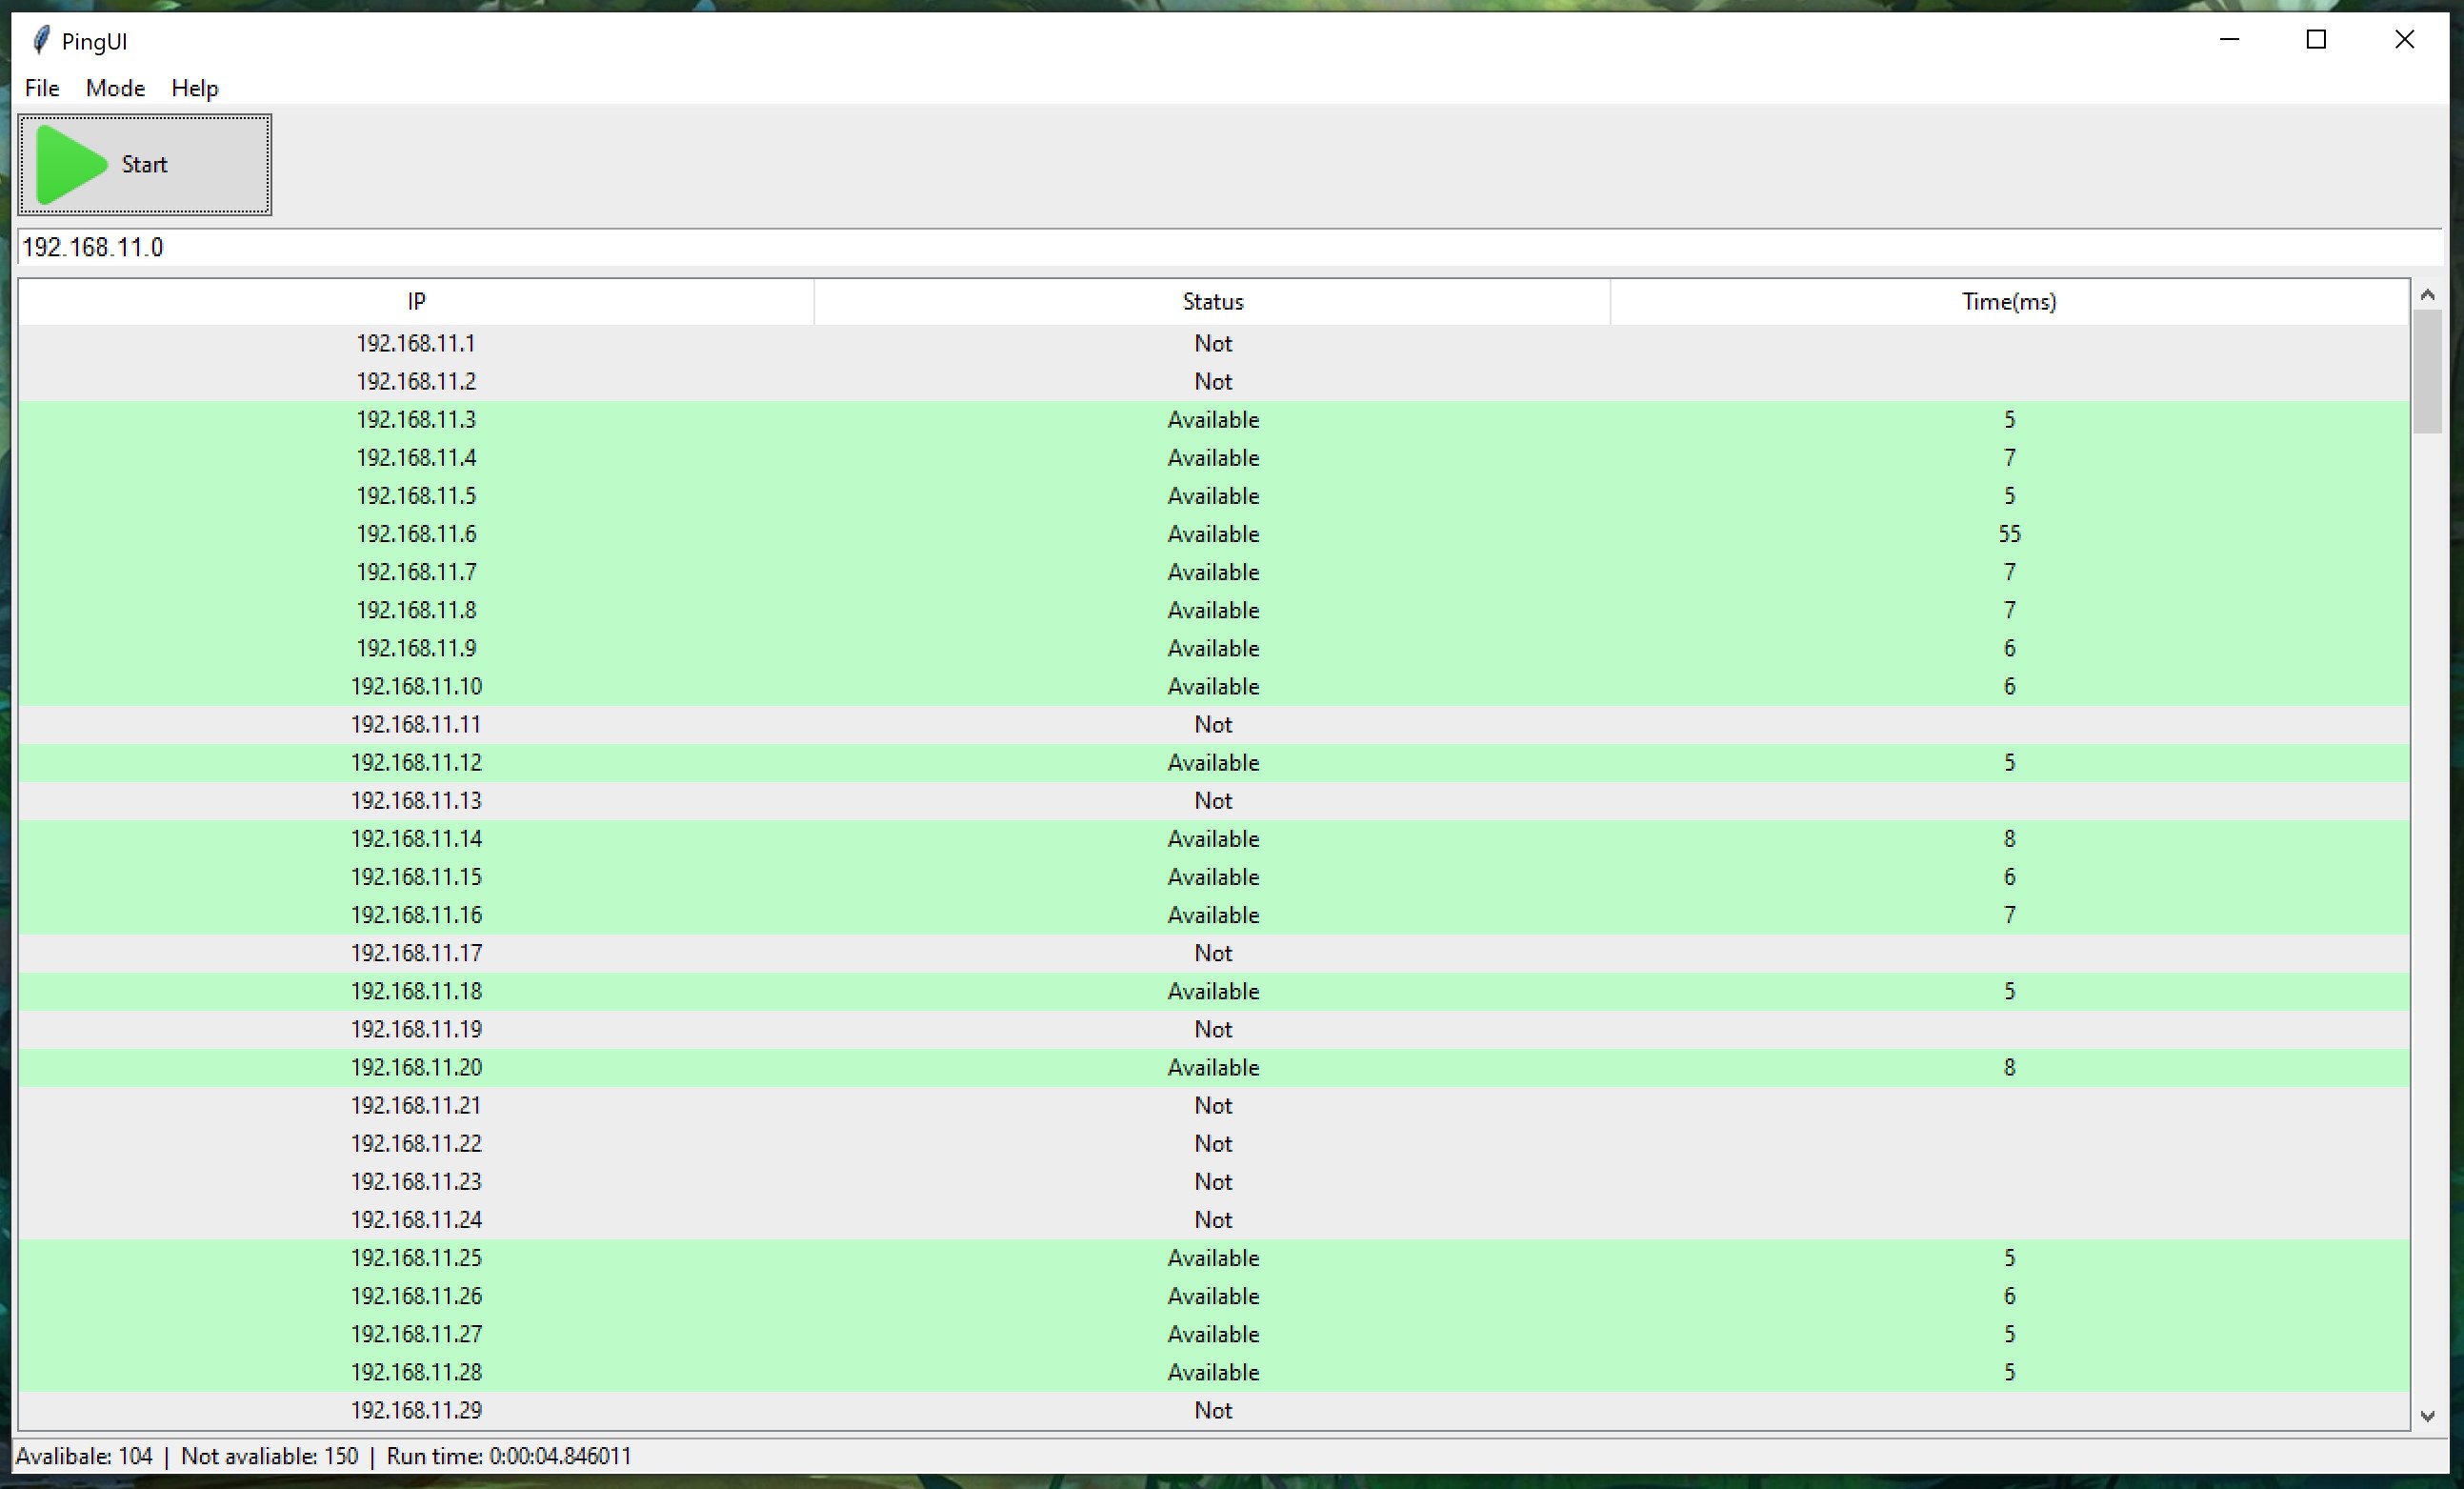 PingUI
File Mode Help
Start
192.168.11.0
IP Status Time(ms)
192.168.11.1 Not
192.168.11.2 Not
192.168.11.3 Available 5
192.168.11.4 Available 7
192.168.11.5 Available 5
192.168.11.6 Available 55
192.168.11.7 Available 7
192.168.11.8 Available 7
192.168.11.9 Available 6
192.168.11.10 Available 6
192.168.11.11 Not
192.168.11.12 Available 5
192.168.11.13 Not
192.168.11.14 Available 8
192.168.11.15 Available 6
192.168.11.16 Available 7
192.168.11.17 Not
192.168.11.18 Available 5
192.168.11.19 Not
192.168.11.20 Available 8
192.168.11.21 Not
192.168.11.22 Not
192.168.11.23 Not
192.168.11.24 Not
192.168.11.25 Available 5
192.168.11.26 Available 6
192.168.11.27 Available 5
192.168.11.28 Available 5
192.168.11.29 Not
Avalibale: 104 | Not avaliable: 150 | Run time: 0:00:04.846011